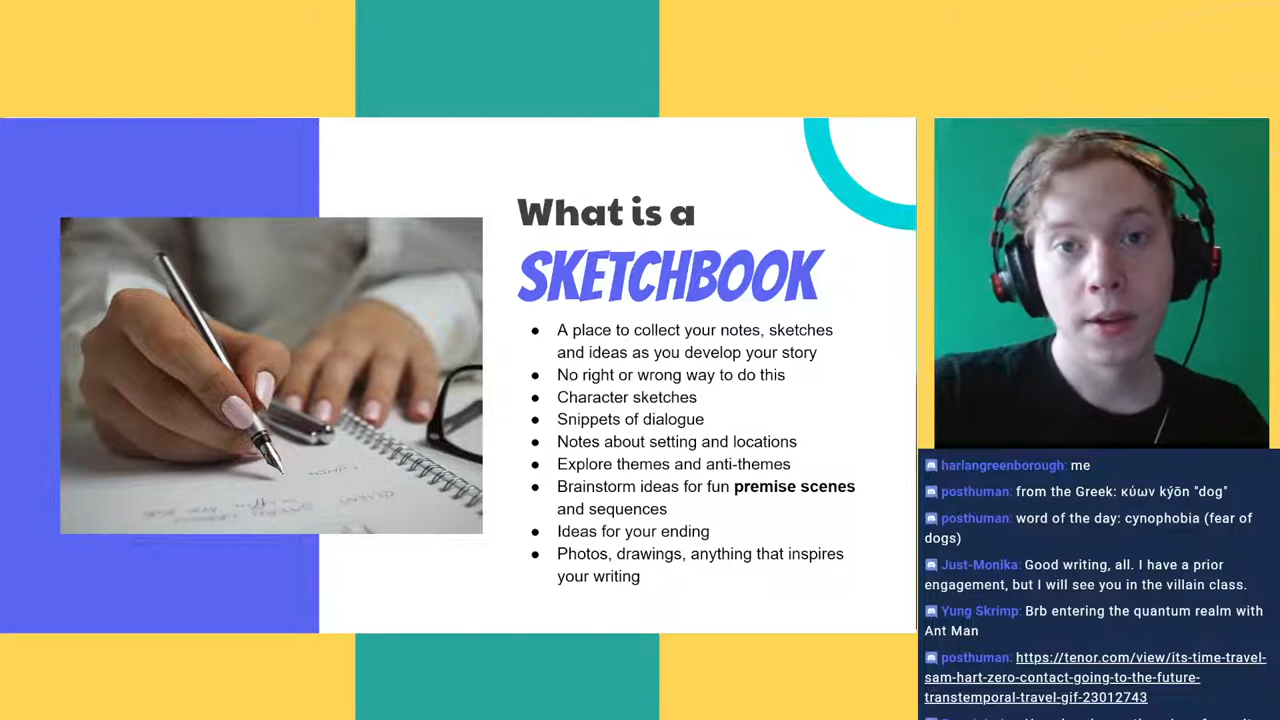 What is a
SKETCHBOOK
● A place to collect your notes, sketches
and ideas as you develop your story
● No right or wrong way to do this
● Character sketches
● Snippets of dialogue
● Notes about setting and locations
● Explore themes and anti-themes
● Brainstorm ideas for fun premise scenes
and sequences
● Ideas for your ending
● Photos, drawings, anything that inspires
your writing
harlangreenborough: me
posthuman: from the Greek: κύων kýōn "dog"
posthuman: word of the day: cynophobia (fear of
dogs)
Just-Monika: Good writing, all. I have a prior
engagement, but I will see you in the villain class.
Yung Skrimp: Brb entering the quantum realm with
Ant Man
posthuman: https://tenor.com/view/its-time-travel-
sam-hart-zero-contact-going-to-the-future-
transtemporal-travel-gif-23012743